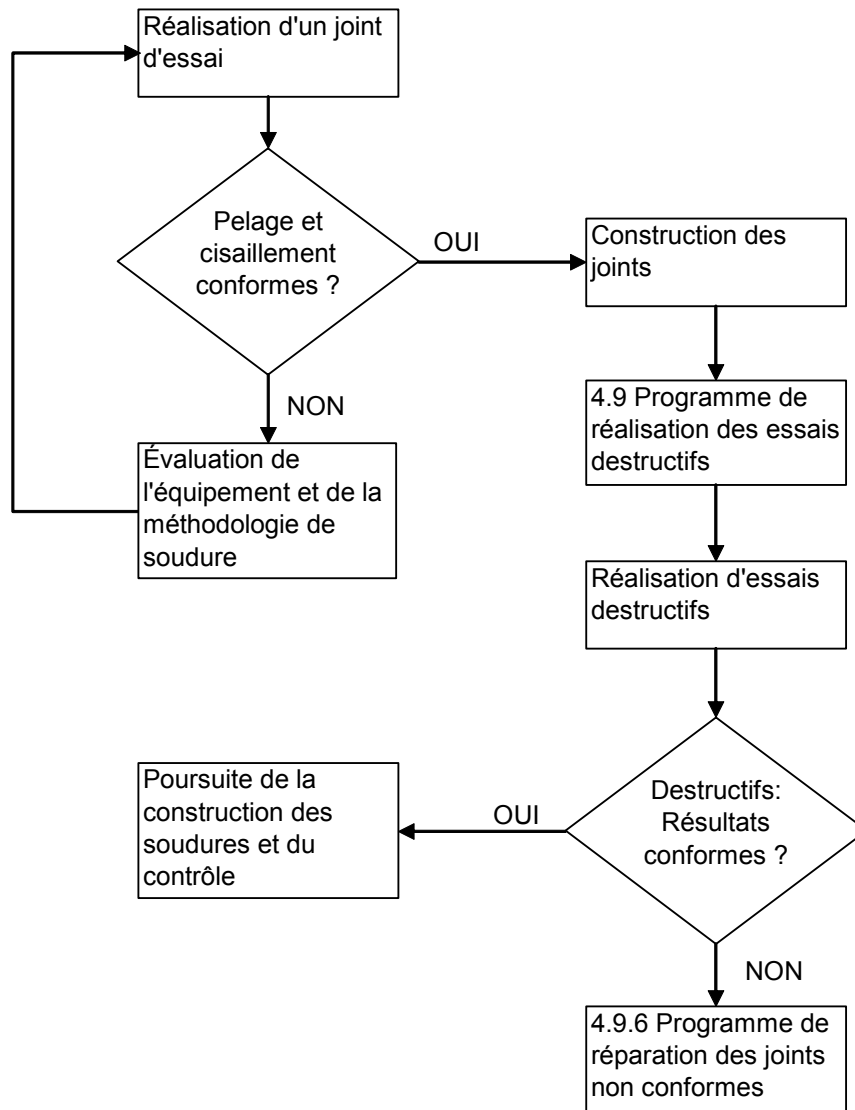 Réalisation d'un joint
d'essai
Pelage et
cisaillement
conformes ?
OUI
Construction des
joints
NON
Évaluation de
l'équipement et de la
méthodologie de
soudure
4.9 Programme de
réalisation des essais
destructifs
Réalisation d'essais
destructifs
Destructifs:
Résultats
conformes ?
OUI
Poursuite de la
construction des
soudures et du
contrôle
NON
4.9.6 Programme de
réparation des joints
non conformes